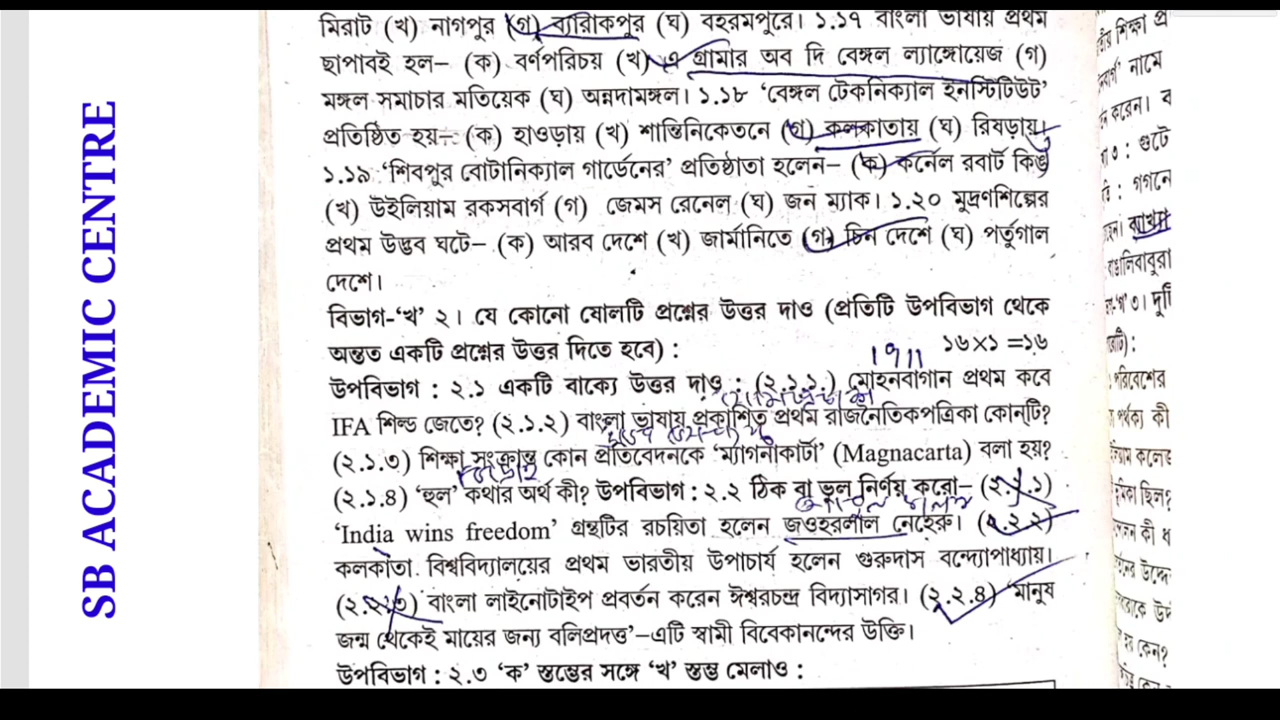 SB ACADEMIC CENTRE
মিরাট (খ) নাগপুর (গ) ব্যারাকপুর (ঘ) বহরমপুরে। ১.১৭ বাংলা ভাষায় প্রথম
ছাপাবই হল– (ক) বর্ণপরিচয় (খ) এ গ্রামার অব দি বেঙ্গল ল্যাঙ্গোয়েজ (গ)
মঙ্গল সমাচার মতিয়েক (ঘ) অন্নদামঙ্গল। ১.১৮ ‘বেঙ্গল টেকনিক্যাল ইনস্টিটিউট’
প্রতিষ্ঠিত হয়– (ক) হাওড়ায় (খ) শান্তিনিকেতনে (গ) কলকাতায় (ঘ) রিষড়ায়।
১.১৯ ‘শিবপুর বোটানিক্যাল গার্ডেনের’ প্রতিষ্ঠাতা হলেন– (ক) কর্নেল রবার্ট কিড
(খ) উইলিয়াম রকসবার্গ (গ) জেমস রেনেল (ঘ) জন ম্যাক। ১.২০ মুদ্রণশিল্পের
প্রথম উদ্ভব ঘটে– (ক) আরব দেশে (খ) জার্মানিতে (গ) চিন দেশে (ঘ) পর্তুগাল
দেশে।
বিভাগ-‘খ’ ২। যে কোনো ষোলটি প্রশ্নের উত্তর দাও (প্রতিটি উপবিভাগ থেকে
অন্তত একটি প্রশ্নের উত্তর দিতে হবে) : ১৬×১ =১৬
1911
উপবিভাগ : ২.১ একটি বাক্যে উত্তর দাও : (২.১.১.) মোহনবাগান প্রথম কবে
IFA শিল্ড জেতে? (২.১.২) বাংলা ভাষায় প্রকাশিত প্রথম রাজনৈতিকপত্রিকা কোন্‌টি?
(২.১.৩) শিক্ষা সংক্রান্ত কোন প্রতিবেদনকে ‘ম্যাগনাকার্টা’ (Magnacarta) বলা হয়?
(২.১.৪) ‘হুল’ কথার অর্থ কী? উপবিভাগ : ২.২ ঠিক বা ভুল নির্ণয় করো– (২.২.১)
‘India wins freedom’ গ্রন্থটির রচয়িতা হলেন জওহরলাল নেহেরু। (২.২.২)
কলকাতা বিশ্ববিদ্যালয়ের প্রথম ভারতীয় উপাচার্য হলেন গুরুদাস বন্দ্যোপাধ্যায়।
(২.২.৩) বাংলা লাইনোটাইপ প্রবর্তন করেন ঈশ্বরচন্দ্র বিদ্যাসাগর। (২.২.৪) ‘মানুষ
জন্ম থেকেই মায়ের জন্য বলিপ্রদত্ত’–এটি স্বামী বিবেকানন্দের উক্তি।
উপবিভাগ : ২.৩ ‘ক’ স্তম্ভের সঙ্গে ‘খ’ স্তম্ভ মেলাও :